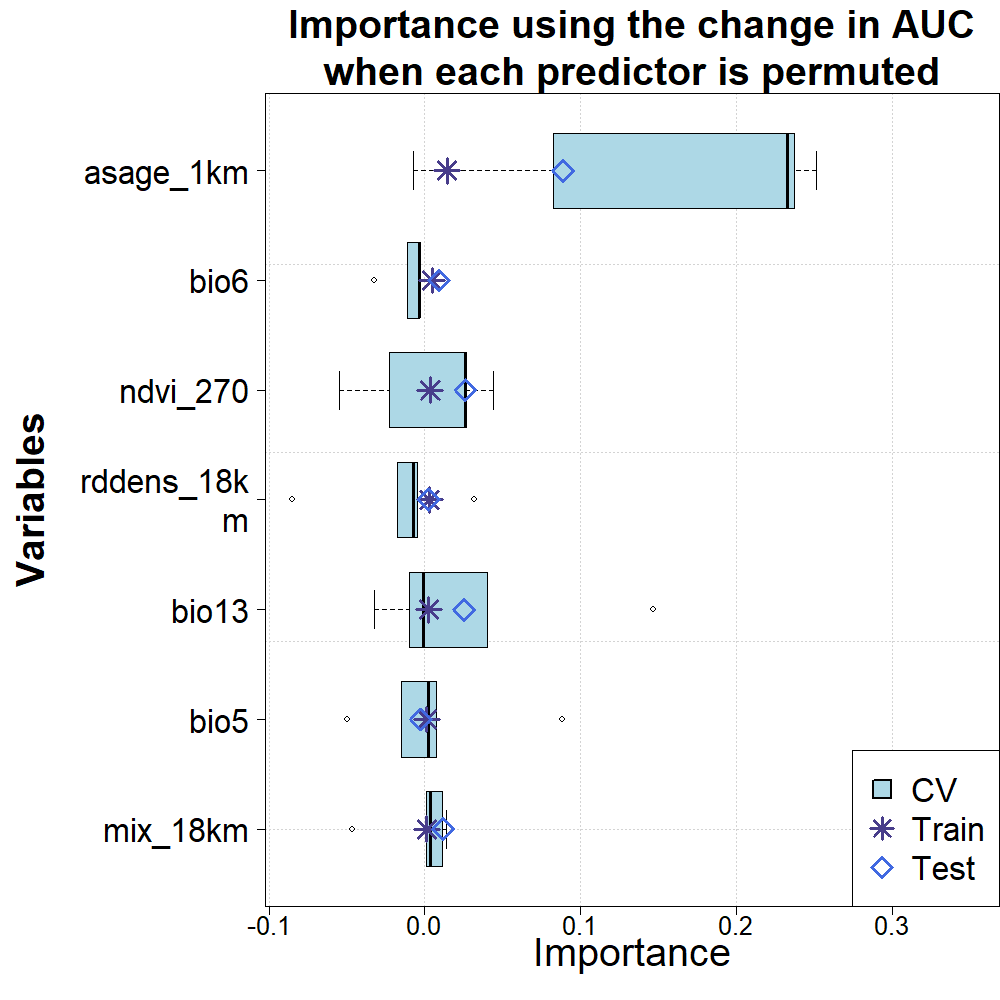 Importance using the change in AUC
when each predictor is permuted
Variables
asage_1km
bio6
ndvi_270
rddens_18k
m
bio13
bio5
mix_18km
CV
Train
Test
-0.1 0.0 0.1 0.2 0.3
Importance